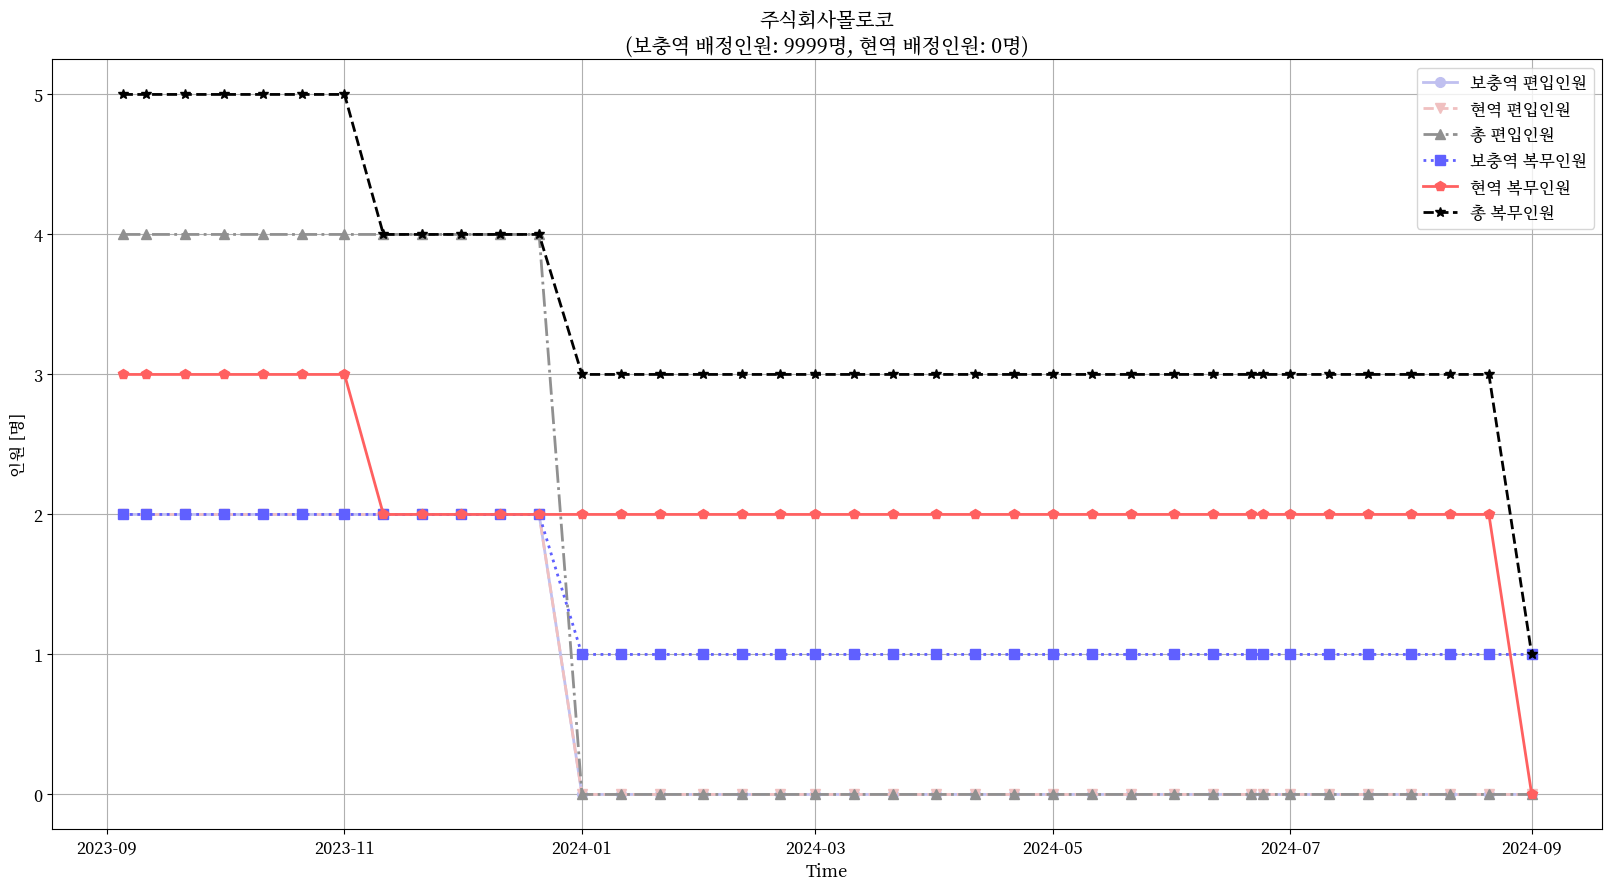 주식회사몰로코
(보충역 배정인원: 9999명, 현역 배정인원: 0명)
보충역 편입인원
현역 편입인원
총 편입인원
보충역 복무인원
현역 복무인원
총 복무인원
인원 [명]
5
4
3
2
1
0
2023-09
2023-11
2024-01
2024-03
2024-05
2024-07
2024-09
Time